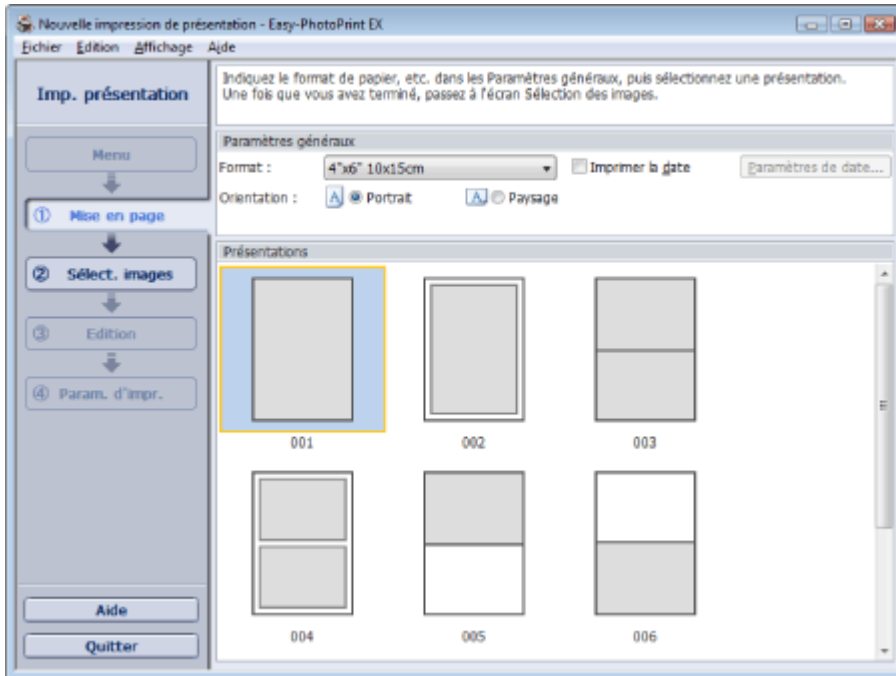 Nouvelle impression de présentation - Easy-PhotoPrint EX
Fichier Edition Affichage Aide
Imp. présentation
Indiquez le format de papier, etc. dans les Paramètres généraux, puis sélectionnez une présentation.
Une fois que vous avez terminé, passez à l'écran Sélection des images.
Menu
① Mise en page
② Sélect. images
③ Edition
④ Param. d'impr.
Paramètres généraux
Format : 4"x6" 10x15cm Imprimer la date Paramètres de date...
Orientation : A Portrait A Paysage
Présentations
001 002 003
004 005 006
Aide
Quitter